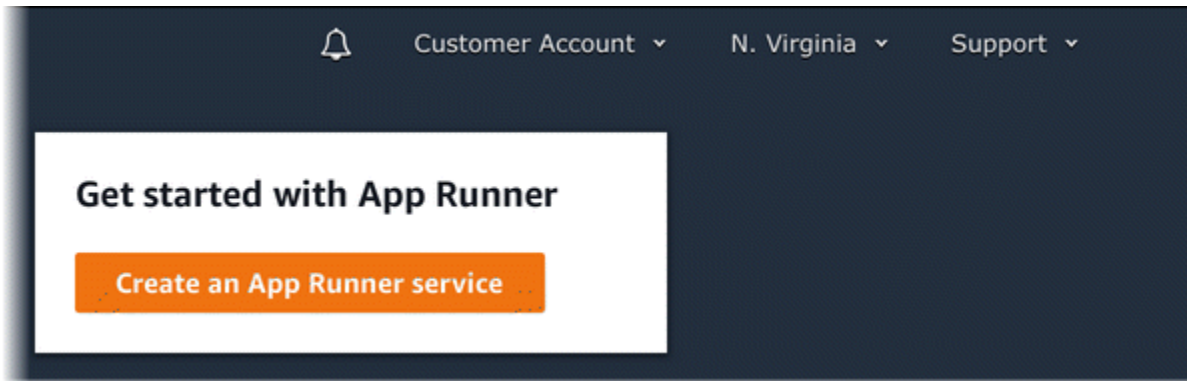 Customer Account N. Virginia Support
Get started with App Runner
Create an App Runner service